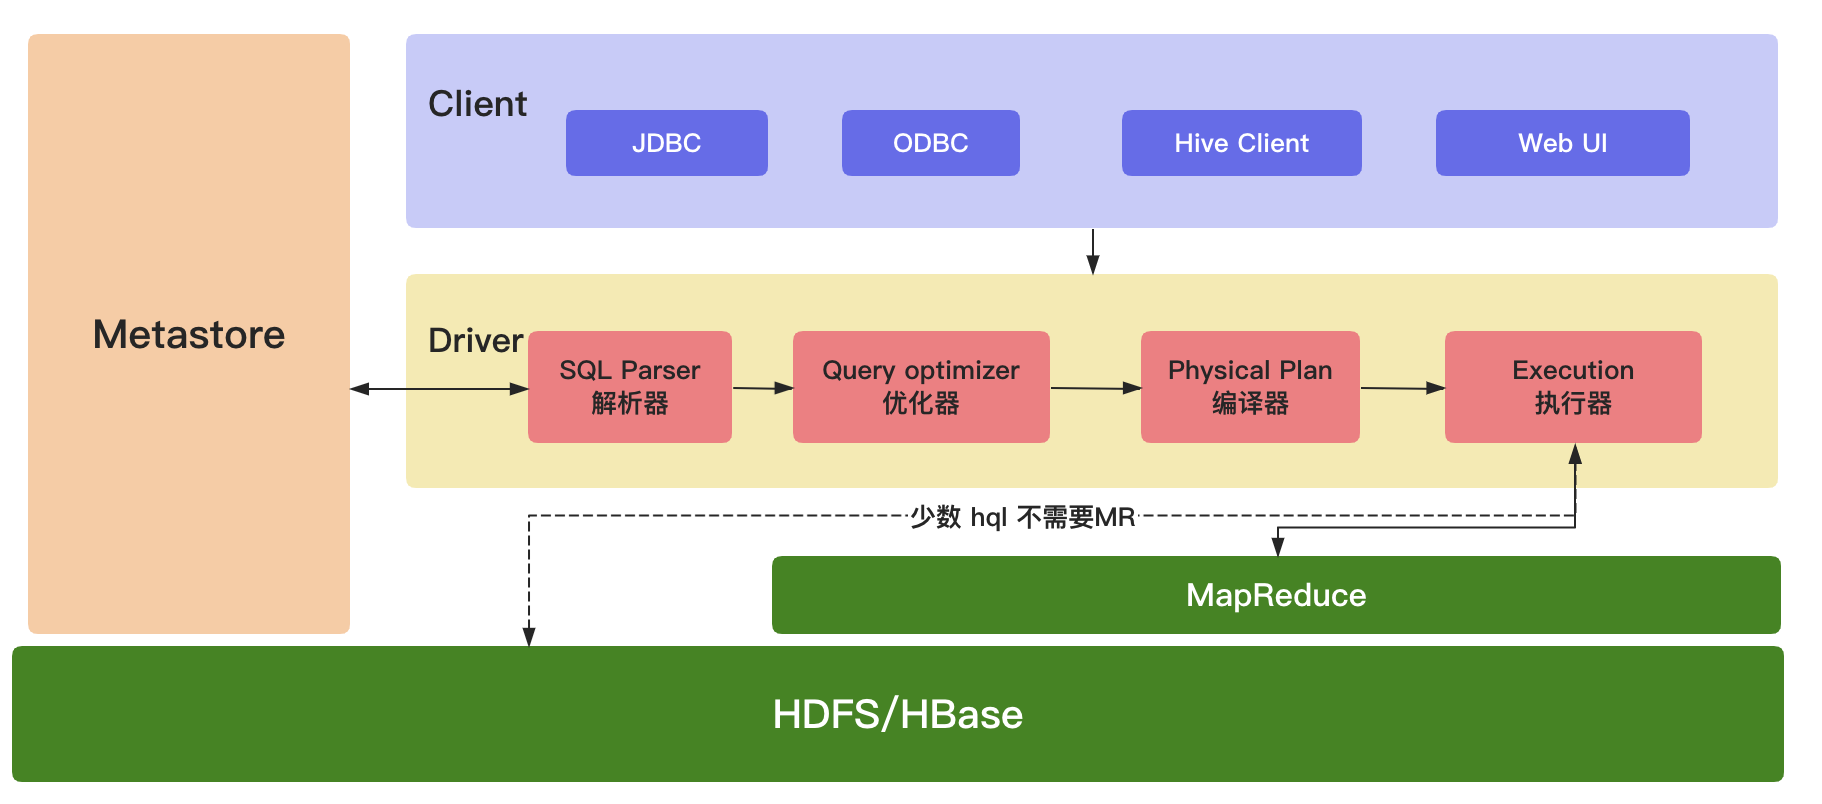 Metastore
Client
JDBC
ODBC
Hive Client
Web UI
Driver
SQL Parser
解析器
Query optimizer
优化器
Physical Plan
编译器
Execution
执行器
少数 hql 不需要MR
MapReduce
HDFS/HBase